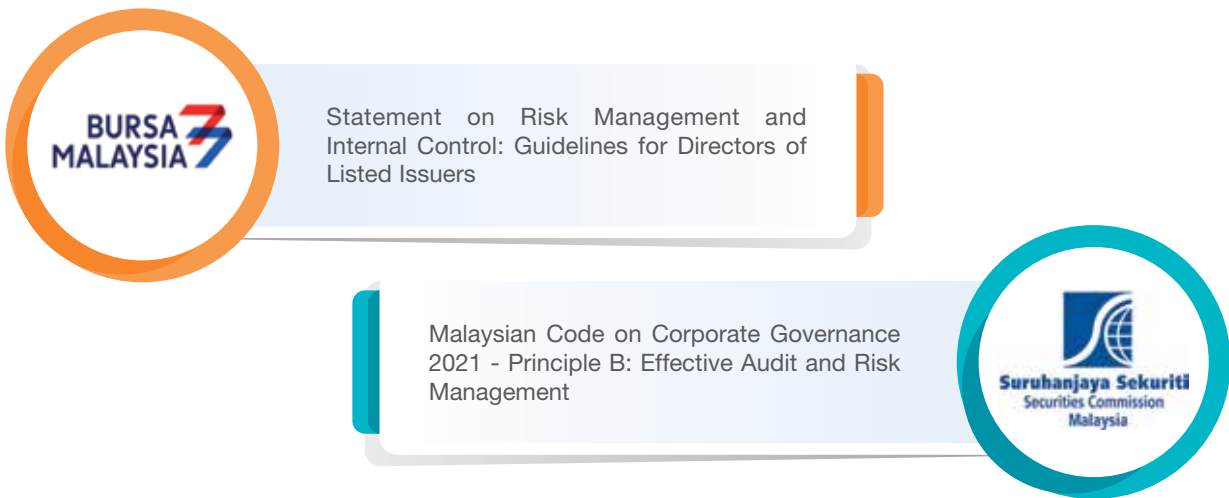 BURSA
MALAYSIA
Statement on Risk Management and
Internal Control: Guidelines for Directors of
Listed Issuers
Malaysian Code on Corporate Governance
2021 - Principle B: Effective Audit and Risk
Management
Suruhanjaya Sekuriti
Securities Commission
Malaysia